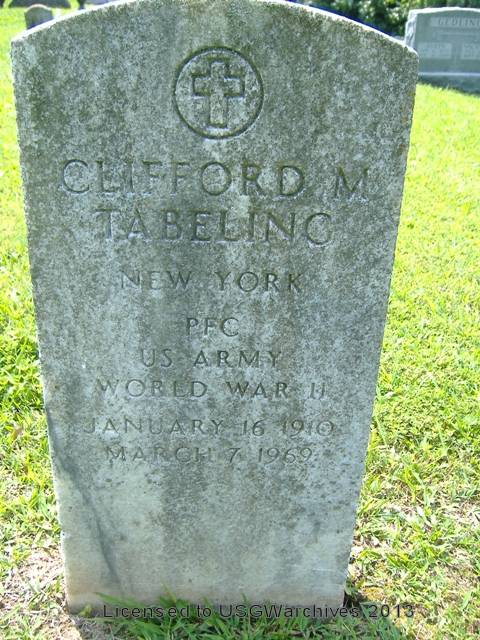 GEDLING
CLIFFORD M
TABELING
NEW YORK
PFC
US ARMY
WORLD WAR II
JANUARY 16 1910
MARCH 7 1969
Licensed to USGWarchives 2013